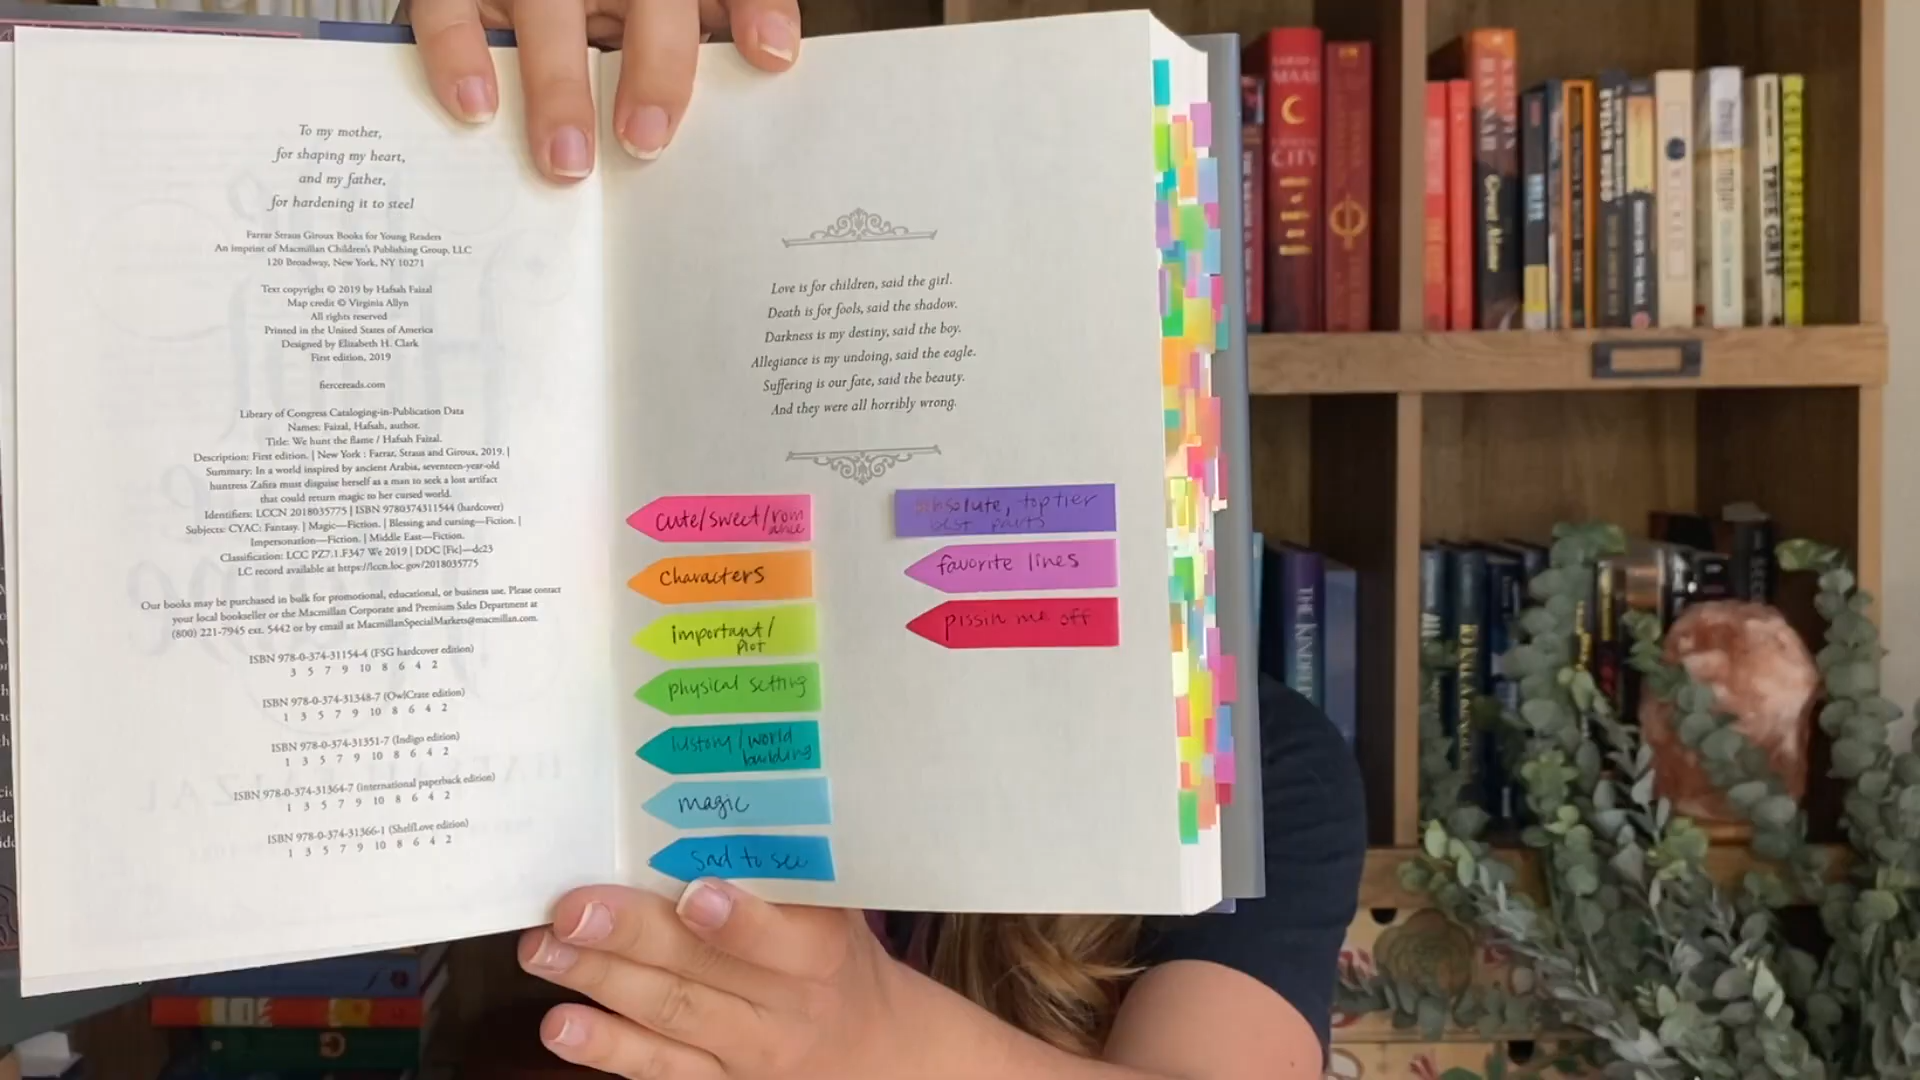 To my mother,
for shaping my heart,
and my father,
for hardening it to steel
Farrar Straus Giroux Books for Young Readers
An imprint of Macmillan Children's Publishing Group, LLC
120 Broadway, New York, NY 10271
Text copyright © 2019 by Hafsah Faizal
Map credit © Virginia Allyn
All rights reserved
Printed in the United States of America
Designed by Elizabeth H. Clark
First edition, 2019
fiercereads.com
Library of Congress Cataloging-in-Publication Data
Names: Faizal, Hafsah, author.
Title: We hunt the flame / Hafsah Faizal.
Description: First edition. | New York : Farrar, Straus and Giroux, 2019. |
Summary: In a world inspired by ancient Arabia, seventeen-year-old
huntress Zafira must disguise herself as a man to seek a lost artifact
that could return magic to her cursed world.
Identifiers: LCCN 2018035775 | ISBN 9780374311544 (hardcover)
Subjects: CYAC: Fantasy. | Magic—Fiction. | Blessing and cursing—Fiction. |
Impersonation—Fiction. | Middle East—Fiction.
Classification: LCC PZ7.1.F347 We 2019 | DDC [Fic]—dc23
LC record available at https://lccn.loc.gov/2018035775
Our books may be purchased in bulk for promotional, educational, or business use. Please contact
your local bookseller or the Macmillan Corporate and Premium Sales Department at
(800) 221-7945 ext. 5442 or by email at MacmillanSpecialMarkets@macmillan.com.
ISBN 978-0-374-31154-4 (FSG hardcover edition)
3 5 7 9 10 8 6 4 2
ISBN 978-0-374-31348-7 (OwlCrate edition)
1 3 5 7 9 10 8 6 4 2
ISBN 978-0-374-31351-7 (Indigo edition)
1 3 5 7 9 10 8 6 4 2
ISBN 978-0-374-31364-7 (international paperback edition)
1 3 5 7 9 10 8 6 4 2
ISBN 978-0-374-31366-1 (ShelfLove edition)
1 3 5 7 9 10 8 6 4 2
Love is for children, said the girl.
Death is for fools, said the shadow.
Darkness is my destiny, said the boy.
Allegiance is my undoing, said the eagle.
Suffering is our fate, said the beauty.
And they were all horribly wrong.
cute/sweet/rom
ance
characters
important/
plot
physical setting
history/world
building
magic
sad to see
absolute, top tier
best parts
favorite lines
pissin me off
MAAS
CITY
HANNAH
Great Alone
TREE GRIT
THE KINDER